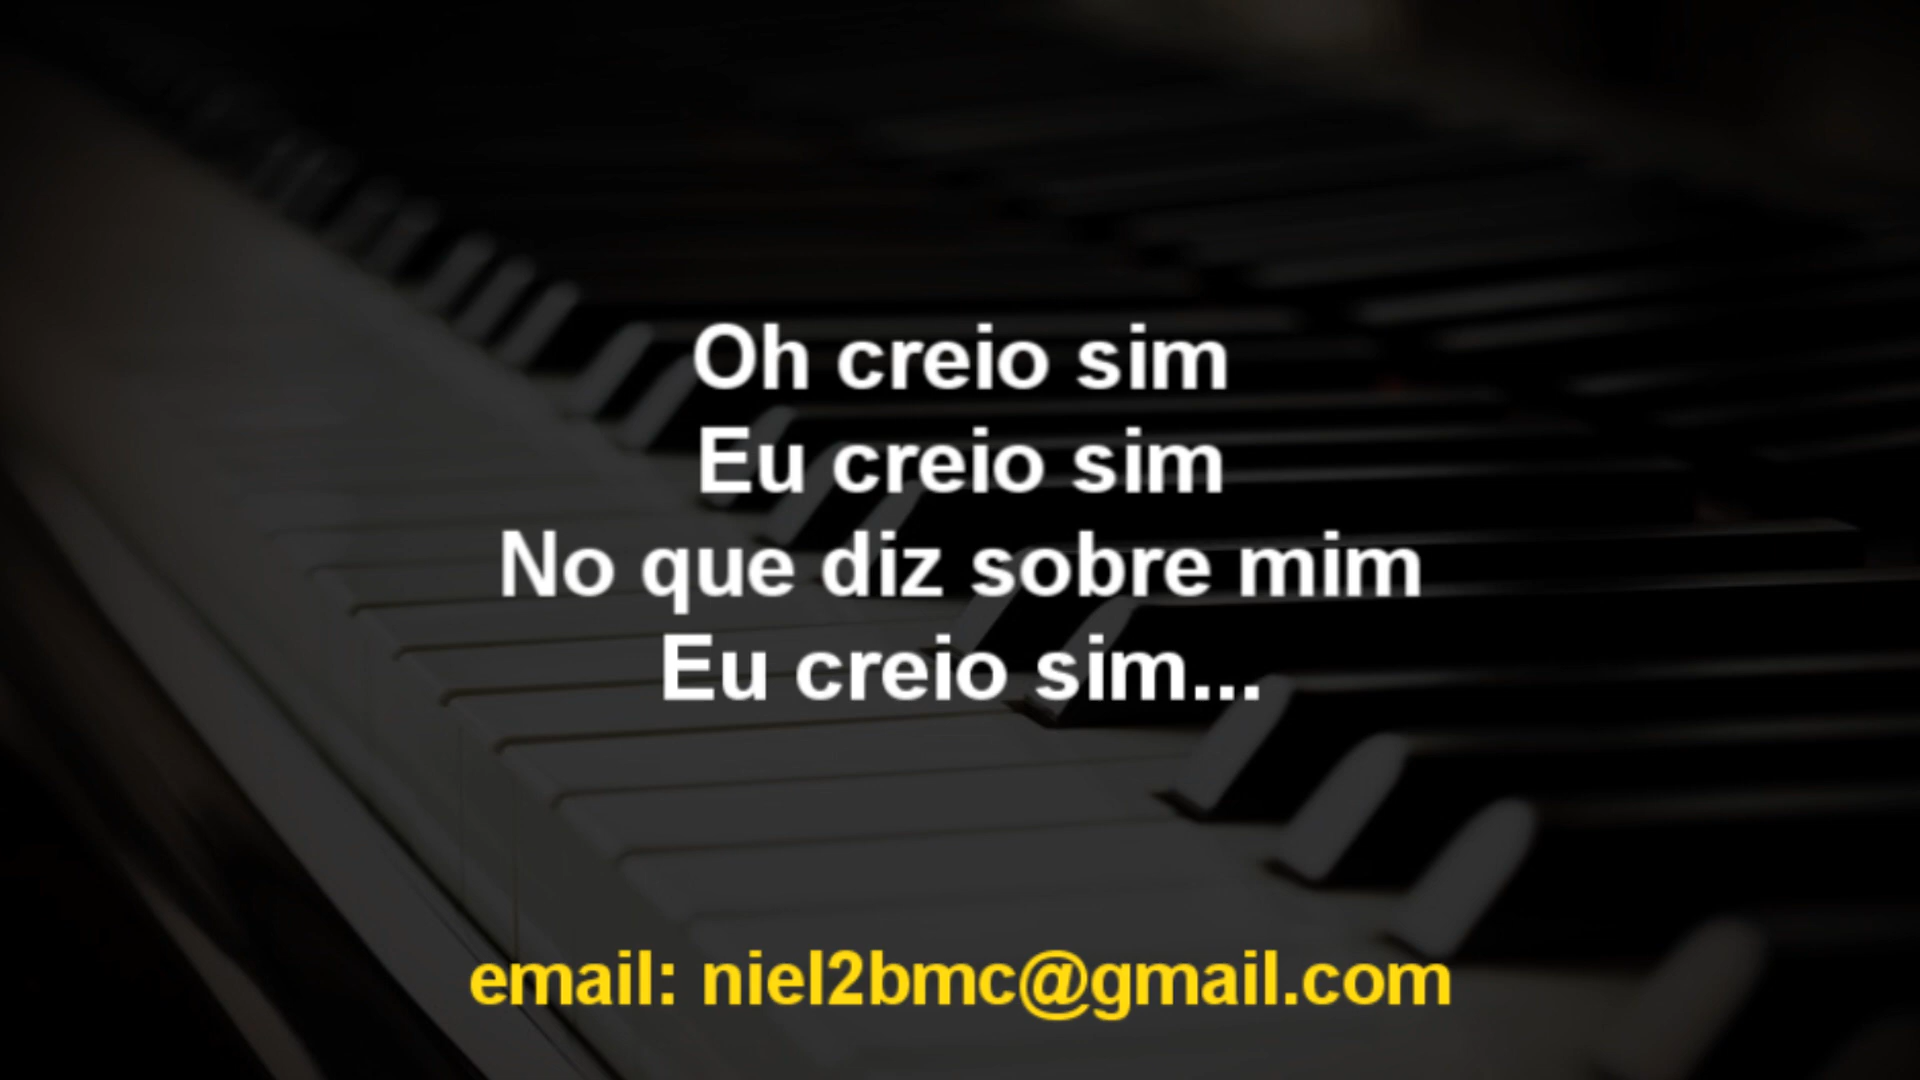 Oh creio sim
Eu creio sim
No que diz sobre mim
Eu creio sim...
email: niel2bmc@gmail.com